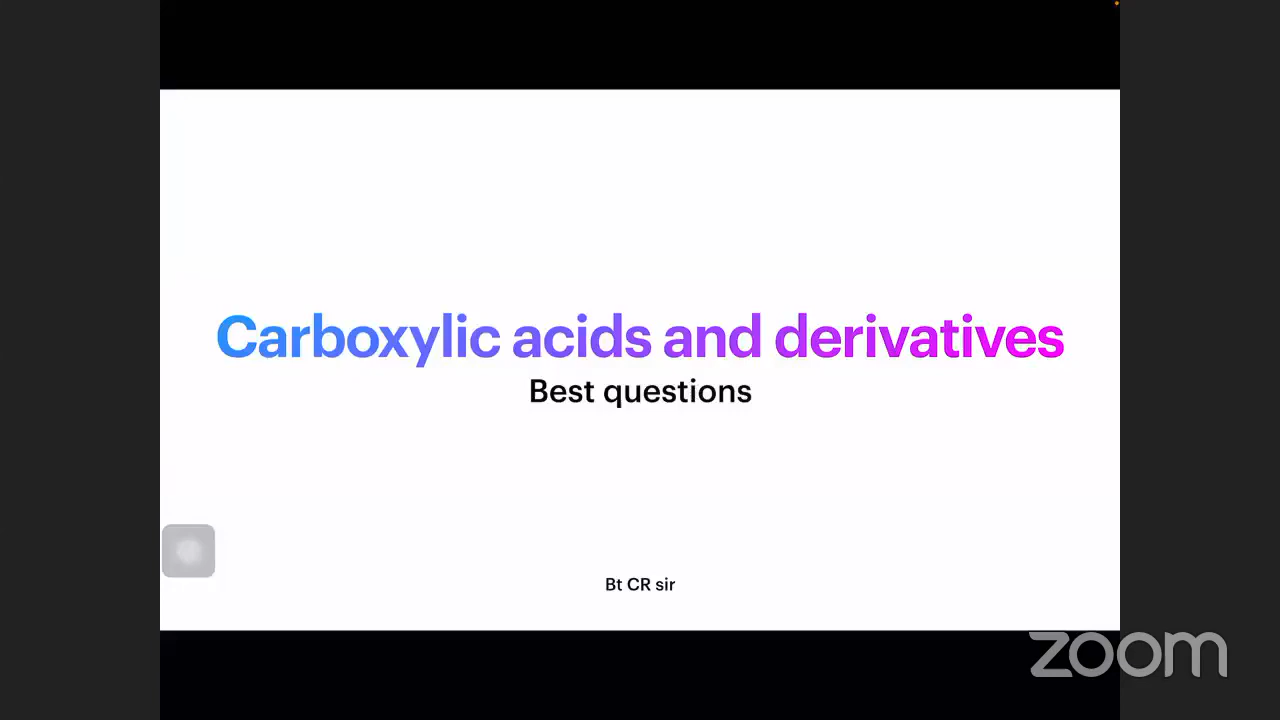 Carboxylic acids and derivatives
Best questions
Bt CR sir
zoom